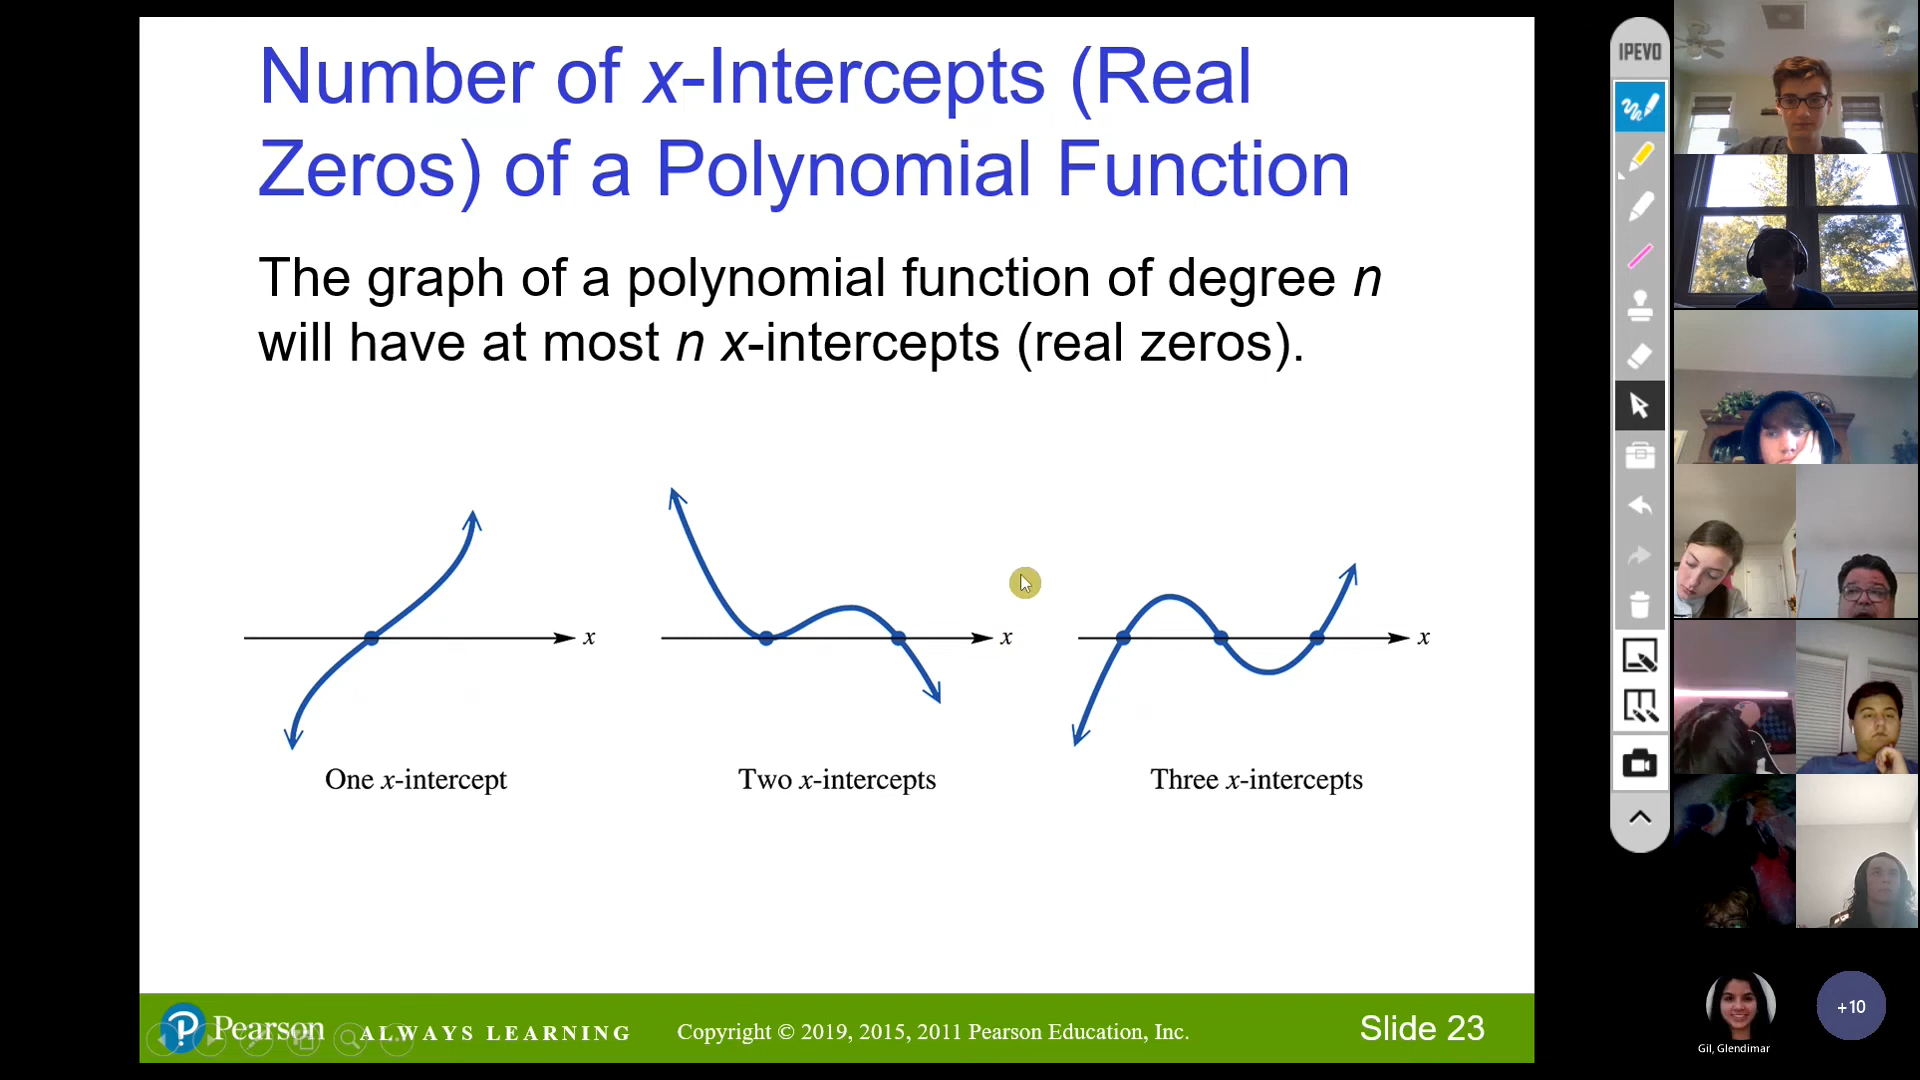 Number of x-Intercepts (Real
Zeros) of a Polynomial Function
The graph of a polynomial function of degree n
will have at most n x-intercepts (real zeros).
x
x
x
One x-intercept
Two x-intercepts
Three x-intercepts
Pearson
ALWAYS LEARNING
Copyright © 2019, 2015, 2011 Pearson Education, Inc.
Slide 23
IPEVO
+10
Gil, Glendimar